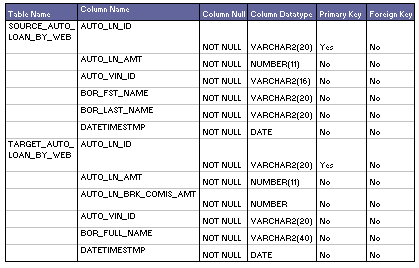 Table Name Column Name Column Null Column Datatype Primary Key Foreign Key
SOURCE_AUTO_LOAN_BY_WEB AUTO_LN_ID NOT NULL VARCHAR2(20) Yes No
AUTO_LN_AMT NOT NULL NUMBER(11) No No
AUTO_VIN_ID NOT NULL VARCHAR2(16) No No
BOR_FST_NAME NOT NULL VARCHAR2(20) No No
BOR_LAST_NAME NOT NULL VARCHAR2(20) No No
DATETIMESTMP NOT NULL DATE No No
TARGET_AUTO_LOAN_BY_WEB AUTO_LN_ID NOT NULL VARCHAR2(20) Yes No
AUTO_LN_AMT NOT NULL NUMBER(11) No No
AUTO_LN_BRK_COMIS_AMT NOT NULL NUMBER No No
AUTO_VIN_ID NOT NULL VARCHAR2(20) No No
BOR_FULL_NAME NOT NULL VARCHAR2(40) No No
DATETIMESTMP NOT NULL DATE No No